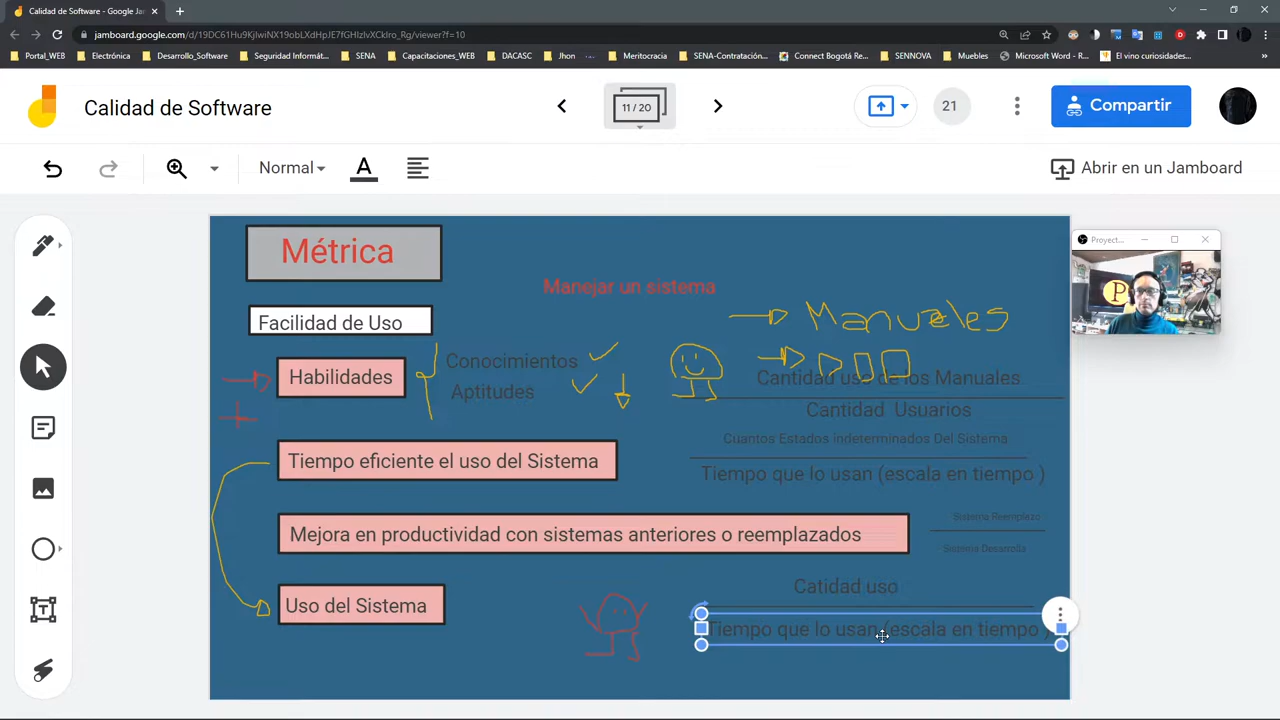 Calidad de Software - Google Jam
jamboard.google.com/d/19DC61Hu9KjIwiNX19obLXdHpJE7fGHIzIvXCkIro_Rg/viewer?f=10
Portal_WEB
Electrónica
Desarrollo_Software
Seguridad Informát...
SENA
Capacitaciones_WEB
DACASC
Jhon
Meritocracia
SENA-Contratación...
Connect Bogotá Re...
SENNOVA
Muebles
Microsoft Word - R...
El vino curiosidades...
Calidad de Software
11 / 20
21
Compartir
Normal
A
Abrir en un Jamboard
Métrica
Manejar un sistema
Manuales
Facilidad de Uso
Habilidades
Conocimientos
Aptitudes
Cantidad uso de los Manuales
Cantidad Usuarios
Cuantos Estados indeterminados Del Sistema
Tiempo eficiente el uso del Sistema
Tiempo que lo usan (escala en tiempo )
Mejora en productividad con sistemas anteriores o reemplazados
Sistema Reemplezo
Sistema Desarrolla
Catidad uso
Uso del Sistema
Tiempo que lo usan (escala en tiempo )
Proyec...
P